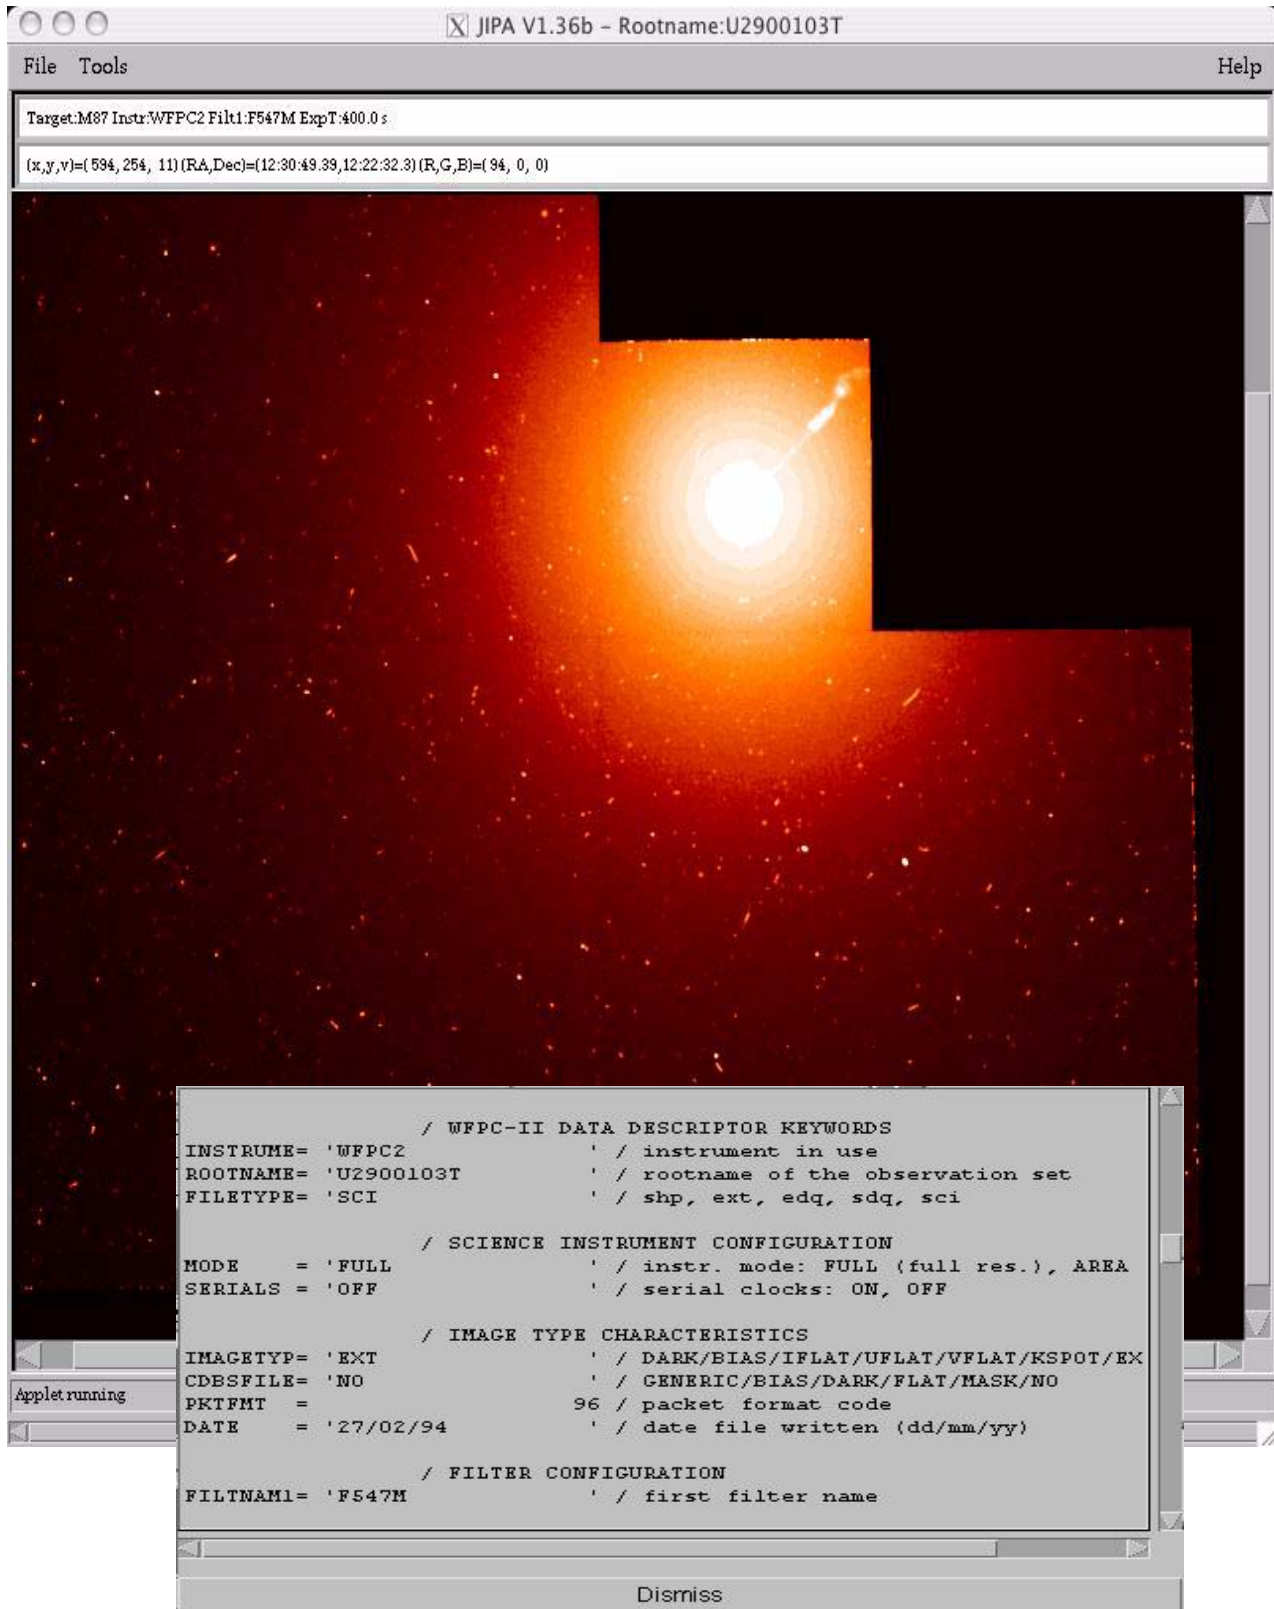 X JIPA V1.36b – Rootname:U2900103T
File Tools Help
Target:M87 Instr:WFPC2 Filt1:F547M ExpT:400.0 s
(x,y,v)=( 594, 254, 11) (RA,Dec)=(12:30:49.39,12:22:32.3) (R,G,B)=( 94, 0, 0)
/ WFPC-II DATA DESCRIPTOR KEYWORDS
INSTRUME= 'WFPC2 ' / instrument in use
ROOTNAME= 'U2900103T ' / rootname of the observation set
FILETYPE= 'SCI ' / shp, ext, edq, sdq, sci
/ SCIENCE INSTRUMENT CONFIGURATION
MODE = 'FULL ' / instr. mode: FULL (full res.), AREA
SERIALS = 'OFF ' / serial clocks: ON, OFF
/ IMAGE TYPE CHARACTERISTICS
IMAGETYP= 'EXT ' / DARK/BIAS/IFLAT/UFLAT/VFLAT/KSPOT/EX
CDBSFILE= 'NO ' / GENERIC/BIAS/DARK/FLAT/MASK/NO
PKTFMT = 96 / packet format code
DATE = '27/02/94 ' / date file written (dd/mm/yy)
/ FILTER CONFIGURATION
FILTNAM1= 'F547M ' / first filter name
Applet running
Dismiss